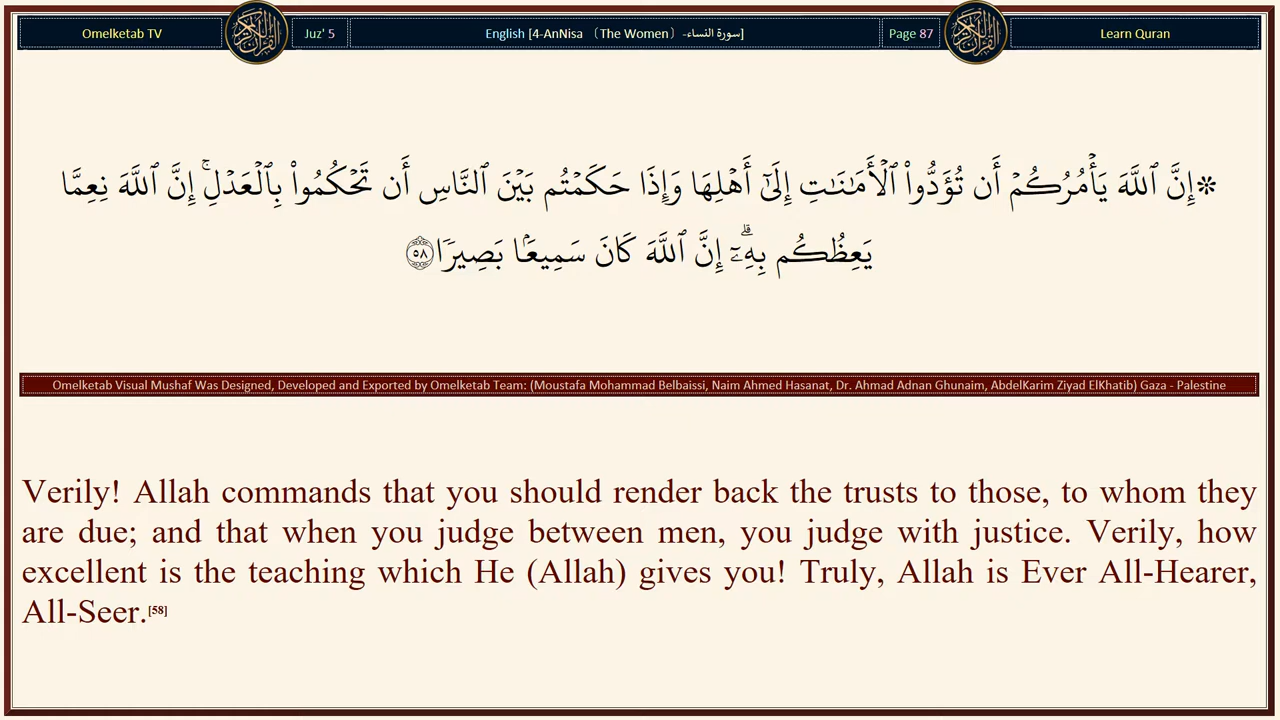 Omelketab TV
Juz' 5
English [4-AnNisa (The Women) -سورة النساء]
Page 87
Learn Quran
۞إِنَّ ٱللَّهَ يَأۡمُرُكُمۡ أَن تُؤَدُّواْ ٱلۡأَمَٰنَٰتِ إِلَىٰٓ أَهۡلِهَا وَإِذَا حَكَمۡتُم بَيۡنَ ٱلنَّاسِ أَن تَحۡكُمُواْ بِٱلۡعَدۡلِۚ إِنَّ ٱللَّهَ نِعِمَّا
يَعِظُكُم بِهِۦٓۗ إِنَّ ٱللَّهَ كَانَ سَمِيعَۢا بَصِيرٗا ٥٨
Omelketab Visual Mushaf Was Designed, Developed and Exported by Omelketab Team: (Moustafa Mohammad Belbaissi, Naim Ahmed Hasanat, Dr. Ahmad Adnan Ghunaim, AbdelKarim Ziyad ElKhatib) Gaza - Palestine
Verily! Allah commands that you should render back the trusts to those, to whom they
are due; and that when you judge between men, you judge with justice. Verily, how
excellent is the teaching which He (Allah) gives you! Truly, Allah is Ever All-Hearer,
All-Seer.[58]